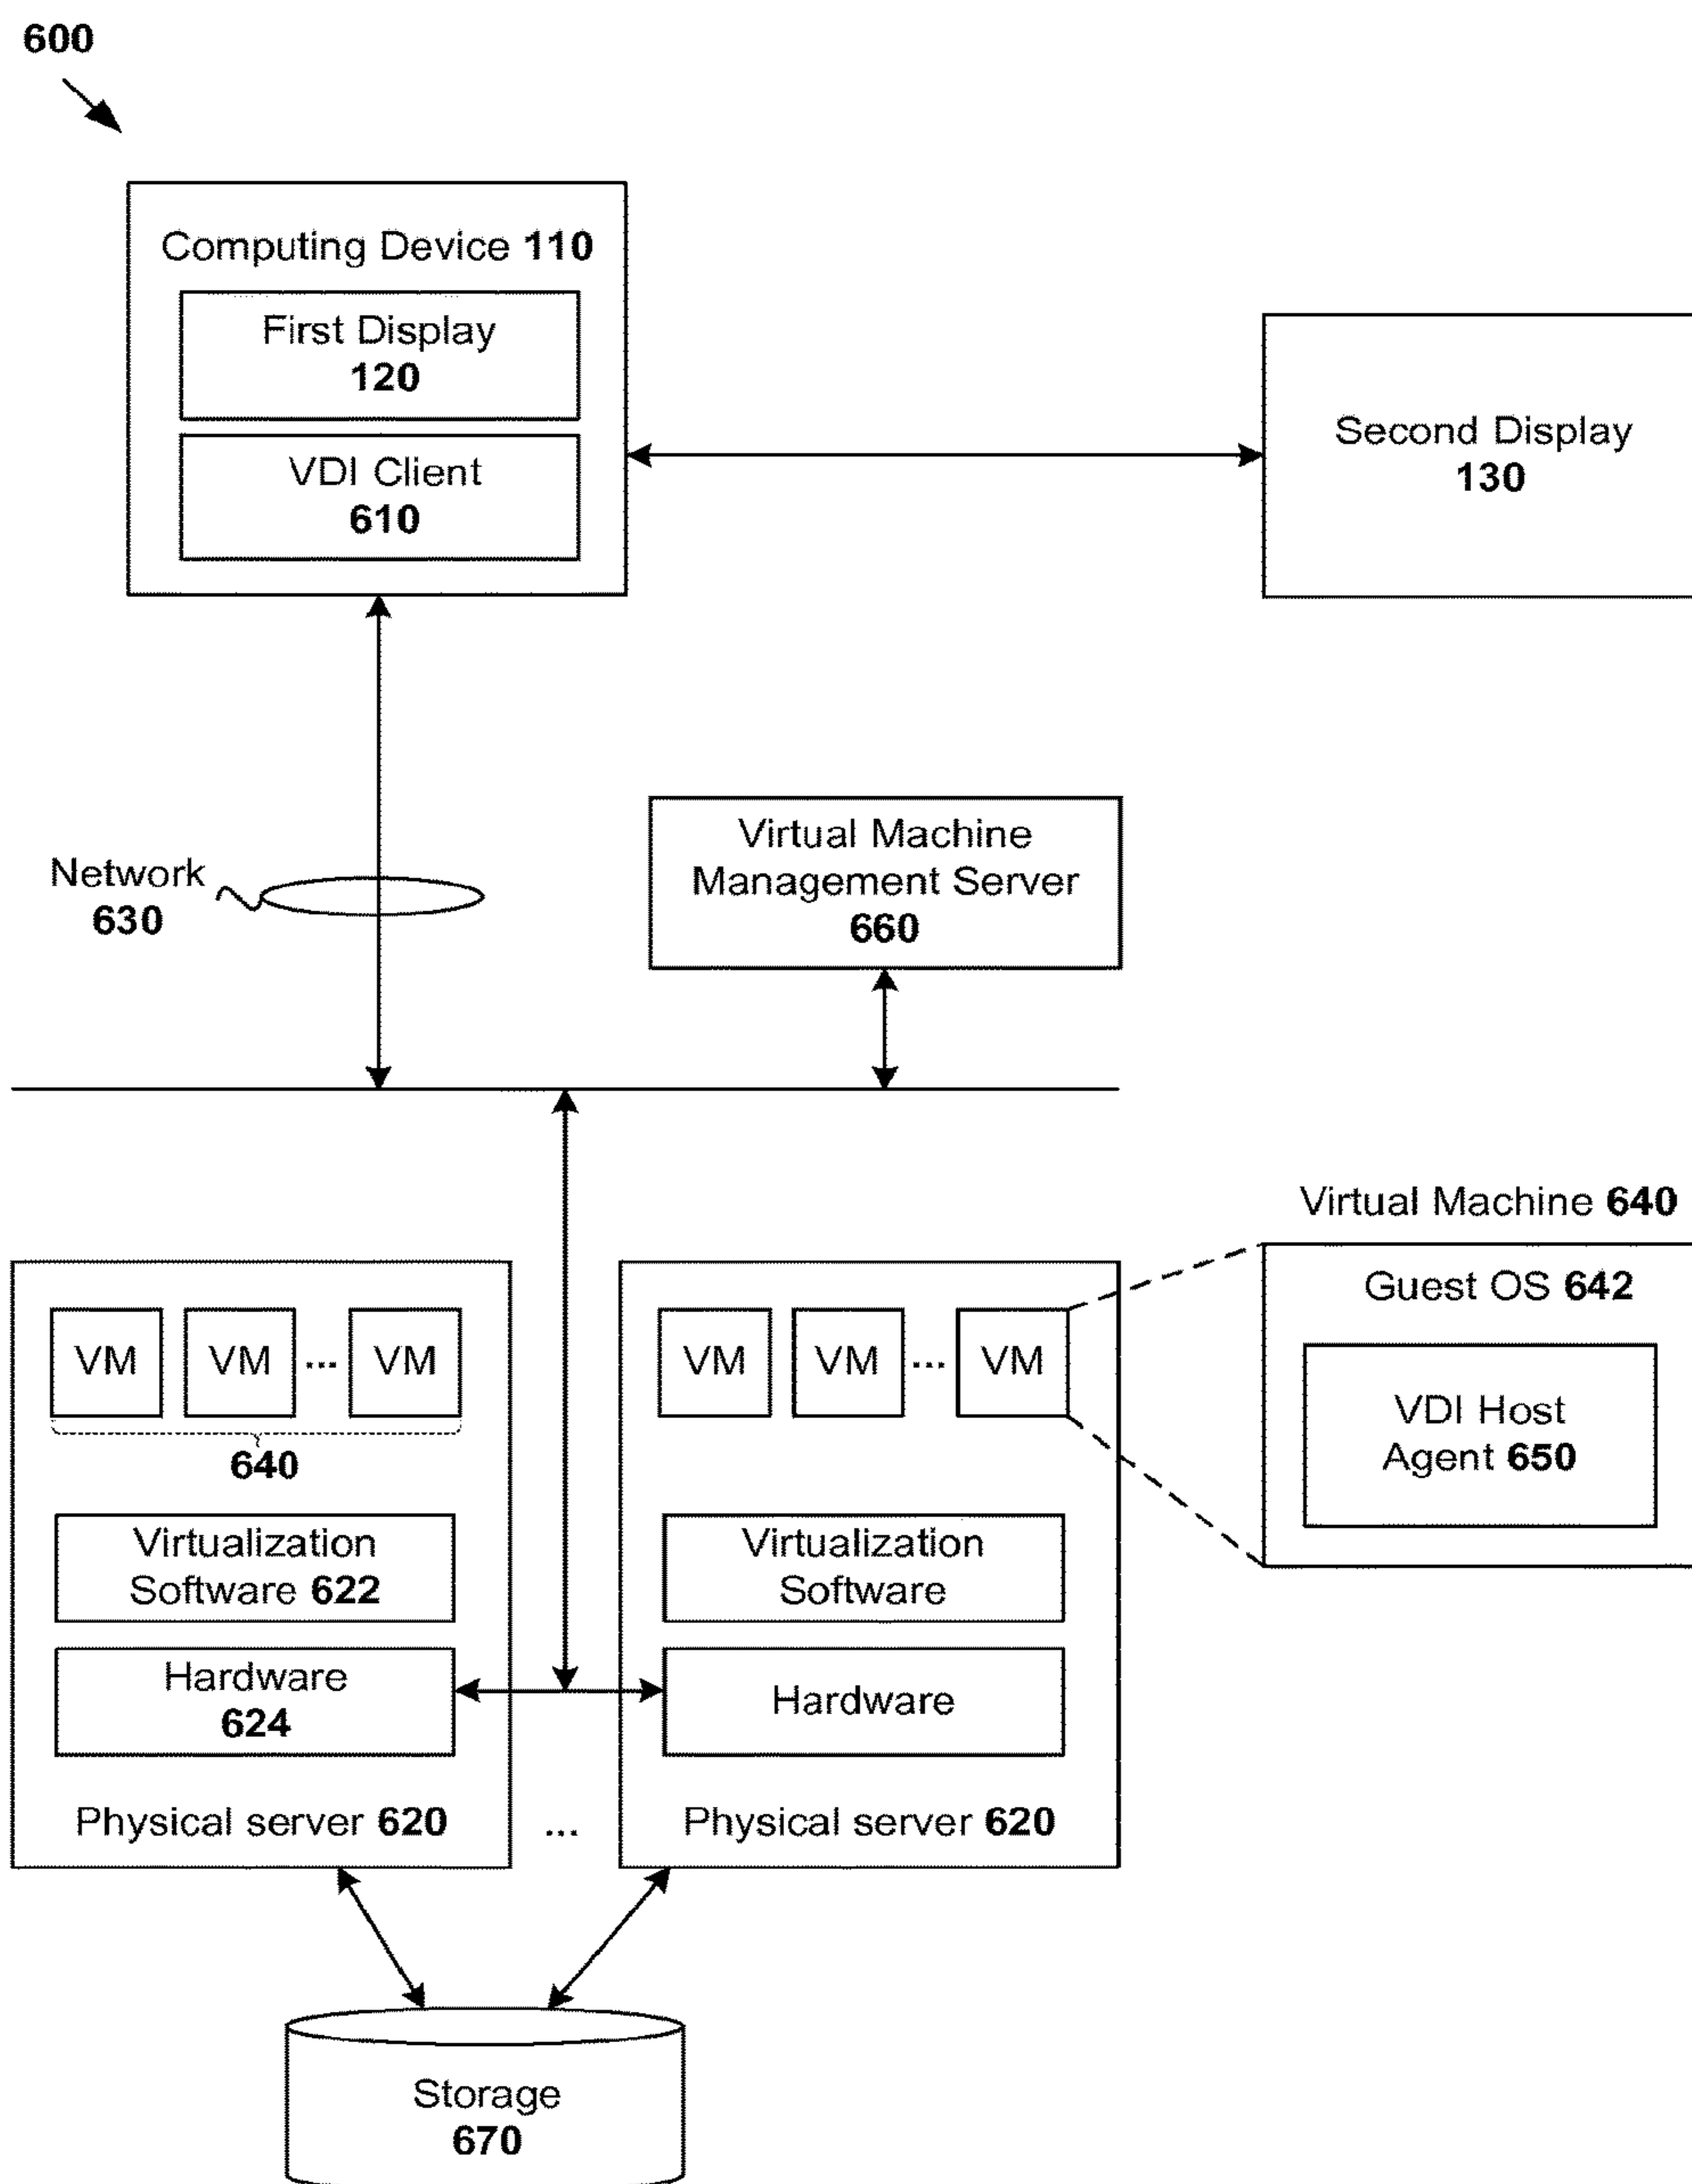 600
Computing Device 110
First Display
120
VDI Client
610
Second Display
130
Network
630
Virtual Machine
Management Server
660
Virtual Machine 640
Guest OS 642
VDI Host
Agent 650
VM VM ... VM
640
Virtualization
Software 622
Hardware
624
Physical server 620
...
VM VM ... VM
Virtualization
Software
Hardware
Physical server 620
Storage
670